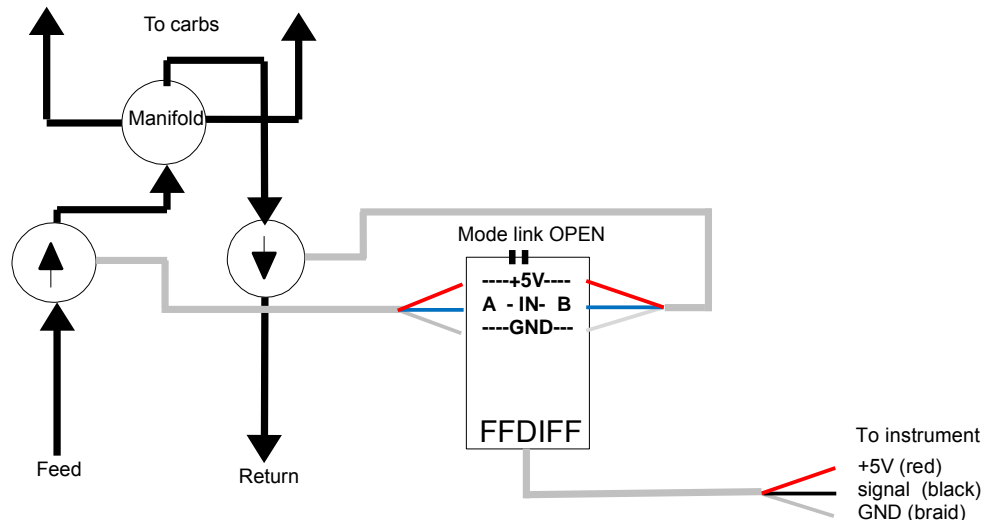 To carbs
Manifold
Mode link OPEN
----+5V----
A - IN- B
----GND---
FFDIFF
Feed
Return
To instrument
+5V (red)
signal (black)
GND (braid)